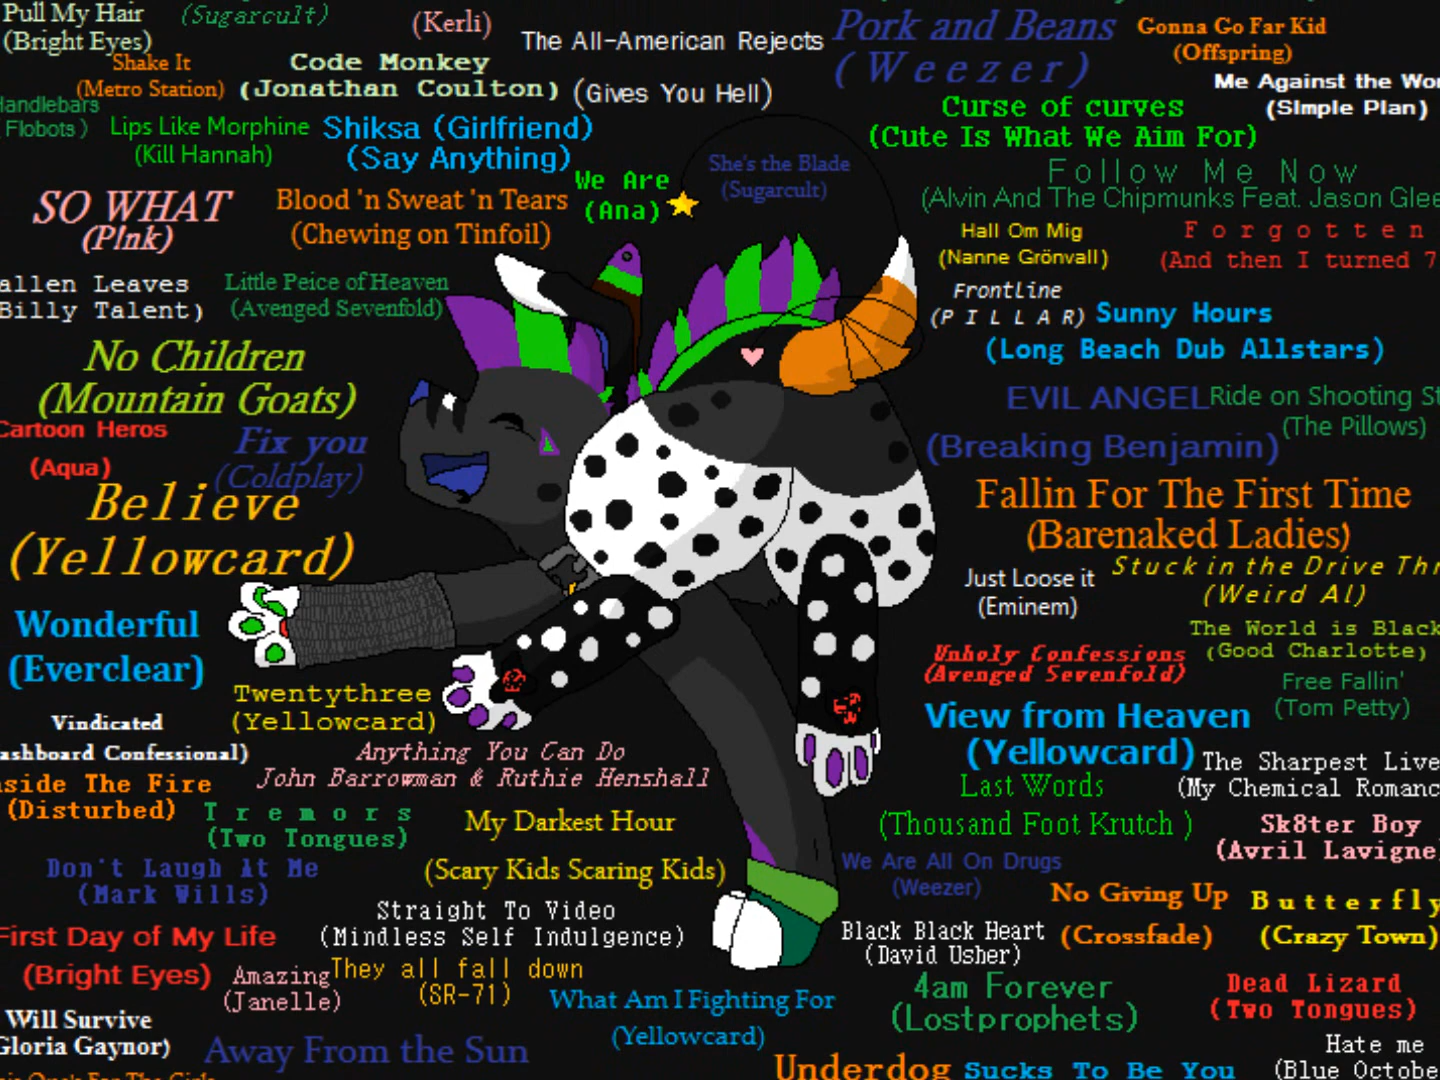 Pull My Hair
(Bright Eyes)
(Sugarcult)
(Kerli)
The All-American Rejects
(Gives You Hell)
Pork and Beans
(Weezer)
Gonna Go Far Kid
(Offspring)
Shake It
(Metro Station)
Code Monkey
(Jonathan Coulton)
Me Against the Wor
(SImple Plan)
Handlebars
Flobots )
Lips Like Morphine
(Kill Hannah)
Shiksa (Girlfriend)
(Say Anything)
Curse of curves
(Cute Is What We Aim For)
We Are
(Ana)
She's the Blade
(Sugarcult)
Follow Me Now
(Alvin And The Chipmunks Feat. Jason Glee
SO WHAT
(P!nk)
Blood 'n Sweat 'n Tears
(Chewing on Tinfoil)
Hall Om Mig
(Nanne Grönvall)
Forgotten
(And then I turned 7
allen Leaves
Billy Talent)
Little Peice of Heaven
(Avenged Sevenfold)
Frontline
(PILLAR)
Sunny Hours
(Long Beach Dub Allstars)
No Children
(Mountain Goats)
EVIL ANGEL
(Breaking Benjamin)
Ride on Shooting St
(The Pillows)
Cartoon Heros
(Aqua)
Fix you
(Coldplay)
Believe
(Yellowcard)
Fallin For The First Time
(Barenaked Ladies)
Just Loose it
(Eminem)
Stuck in the Drive Thr
(Weird Al)
Wonderful
(Everclear)
The World is Black
(Good Charlotte)
Unholy Confessions
(Avenged Sevenfold)
Free Fallin'
(Tom Petty)
Twentythree
(Yellowcard)
Vindicated
ashboard Confessional)
View from Heaven
(Yellowcard)
Anything You Can Do
John Barrowman & Ruthie Henshall
The Sharpest Live
(My Chemical Romanc
nside The Fire
(Disturbed)
Tremors
(Two Tongues)
My Darkest Hour
(Scary Kids Scaring Kids)
Last Words
(Thousand Foot Krutch )
Sk8ter Boy
(Avril Lavigne
Don't Laugh At Me
(Mark Wills)
We Are All On Drugs
(Weezer)
No Giving Up
(Crossfade)
Butterfly
(Crazy Town)
Straight To Video
(Mindless Self Indulgence)
Black Black Heart
(David Usher)
First Day of My Life
(Bright Eyes)
Amazing
(Janelle)
They all fall down
(SR-71)
What Am I Fighting For
(Yellowcard)
4am Forever
(Lostprophets)
Dead Lizard
(Two Tongues)
Will Survive
Gloria Gaynor)
Away From the Sun
Underdog
Sucks To Be You
Hate me
(Blue Octobe